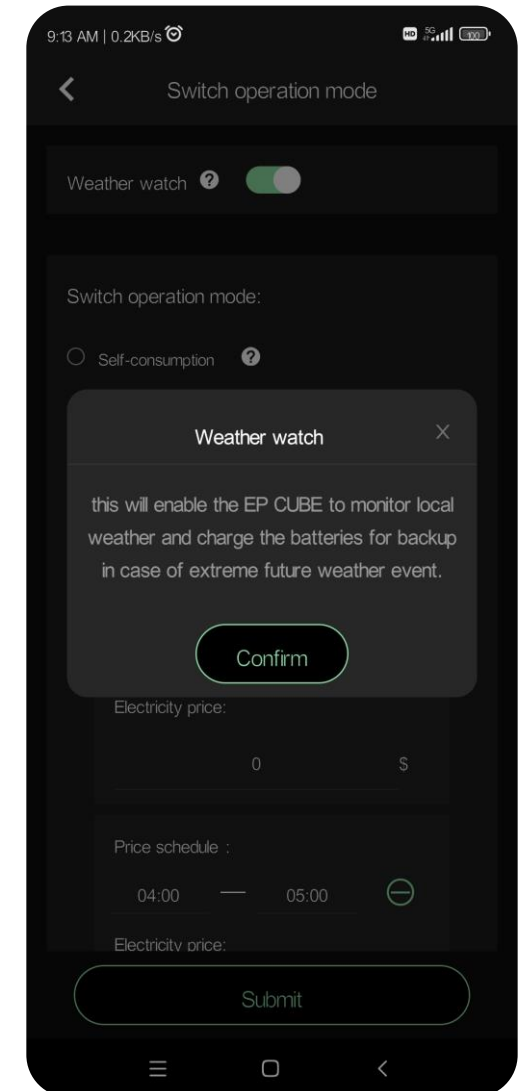 9:13 AM | 0.2KB/s
HD 5G 100
Switch operation mode
Weather watch ?
Switch operation mode:
Self-consumption ?
Weather watch X
this will enable the EP CUBE to monitor local
weather and charge the batteries for backup
in case of extreme future weather event.
Confirm
Electricity price:
0 $
Price schedule :
04:00 — 05:00
Electricity price:
Submit